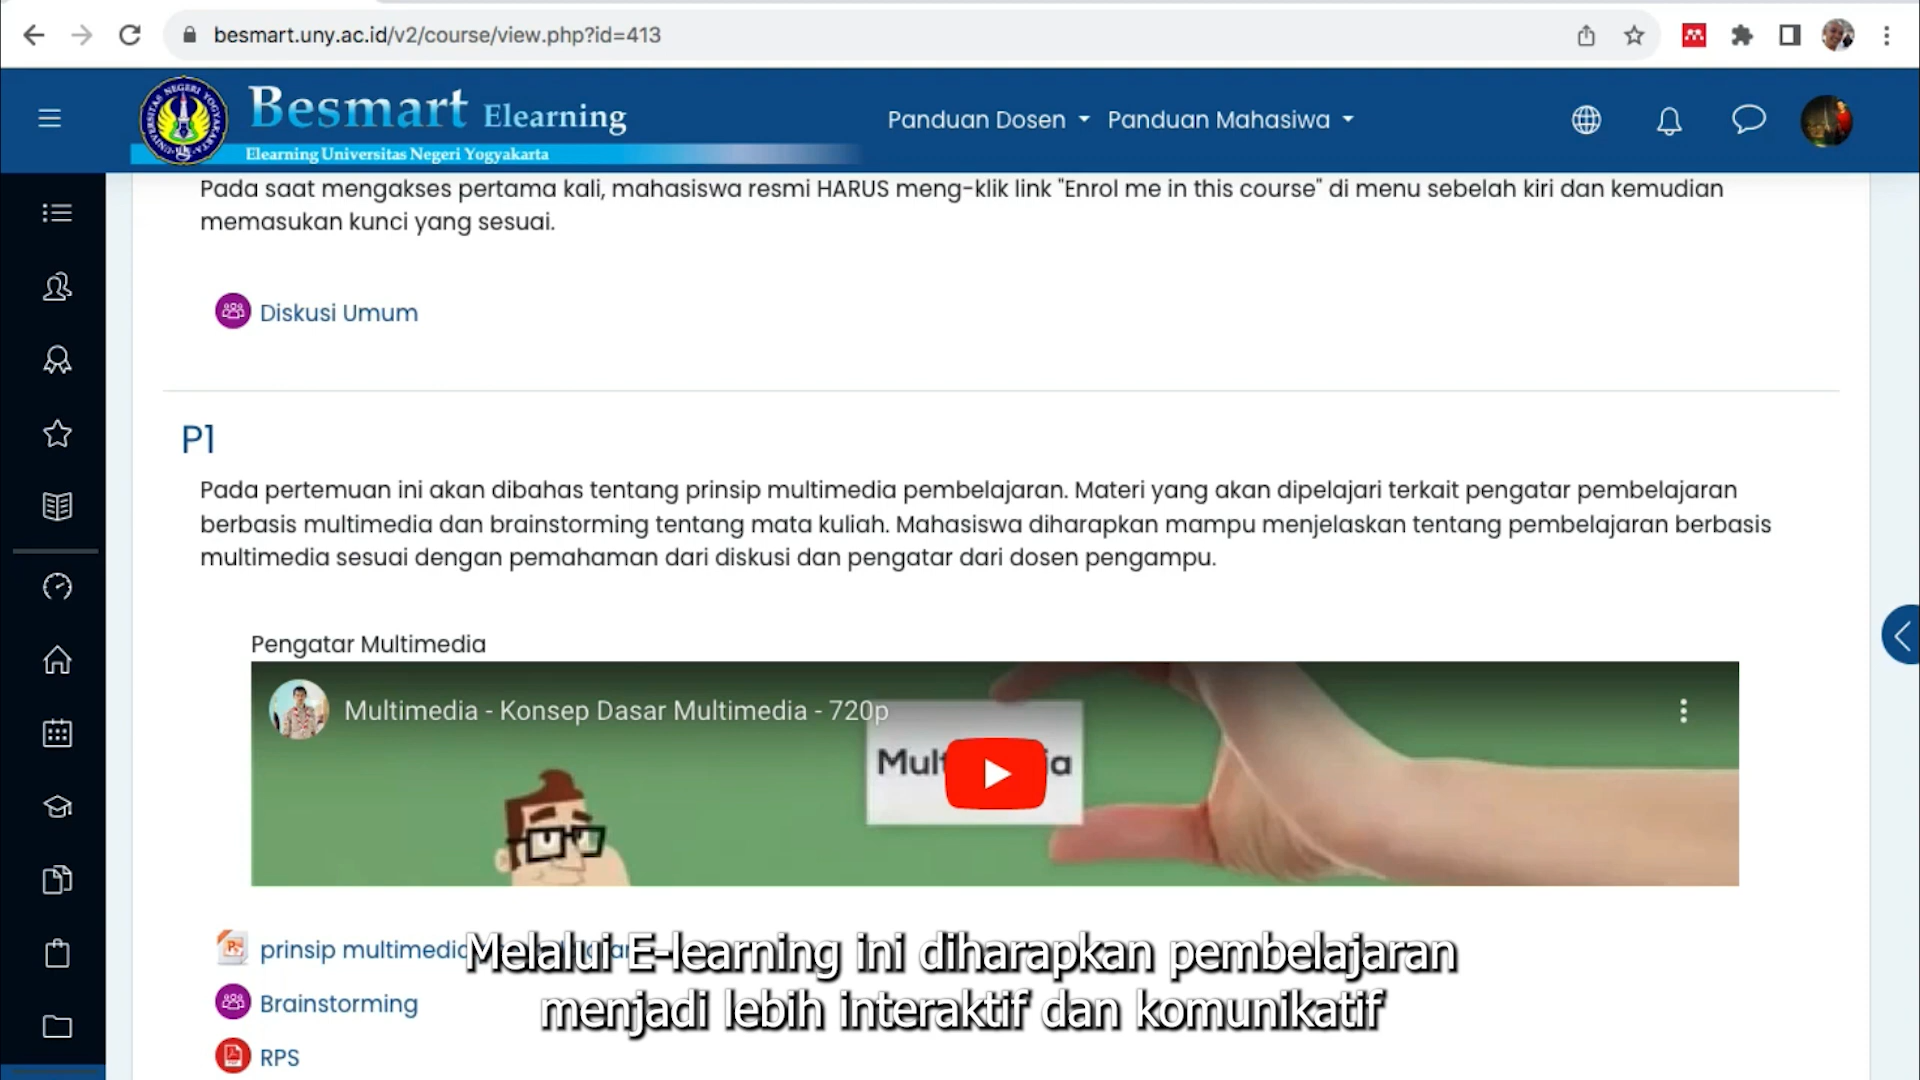 besmart.uny.ac.id/v2/course/view.php?id=413
UNIVERSITAS NEGERI YOGYAKARTA
Besmart Elearning
Elearning Universitas Negeri Yogyakarta
Panduan Dosen
Panduan Mahasiwa
Pada saat mengakses pertama kali, mahasiswa resmi HARUS meng-klik link "Enrol me in this course" di menu sebelah kiri dan kemudian
memasukan kunci yang sesuai.
Diskusi Umum
P1
Pada pertemuan ini akan dibahas tentang prinsip multimedia pembelajaran. Materi yang akan dipelajari terkait pengatar pembelajaran
berbasis multimedia dan brainstorming tentang mata kuliah. Mahasiswa diharapkan mampu menjelaskan tentang pembelajaran berbasis
multimedia sesuai dengan pemahaman dari diskusi dan pengatar dari dosen pengampu.
Pengatar Multimedia
Multimedia - Konsep Dasar Multimedia - 720p
prinsip multimedia
Melalui E-learning ini diharapkan pembelajaran
menjadi lebih interaktif dan komunikatif
Brainstorming
RPS